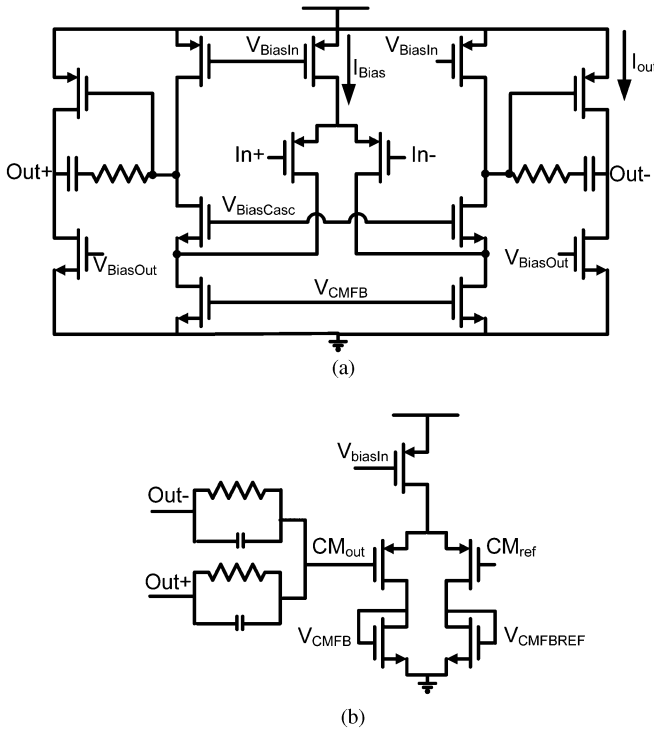 V_BiasIn V_BiasIn
I_Bias I_out
In+ In-
Out+ Out-
V_BiasCasc
V_BiasOut V_BiasOut
V_CMFB
(a)
V_biasIn
Out-
CM_out CM_ref
Out+
V_CMFB V_CMFBREF
(b)